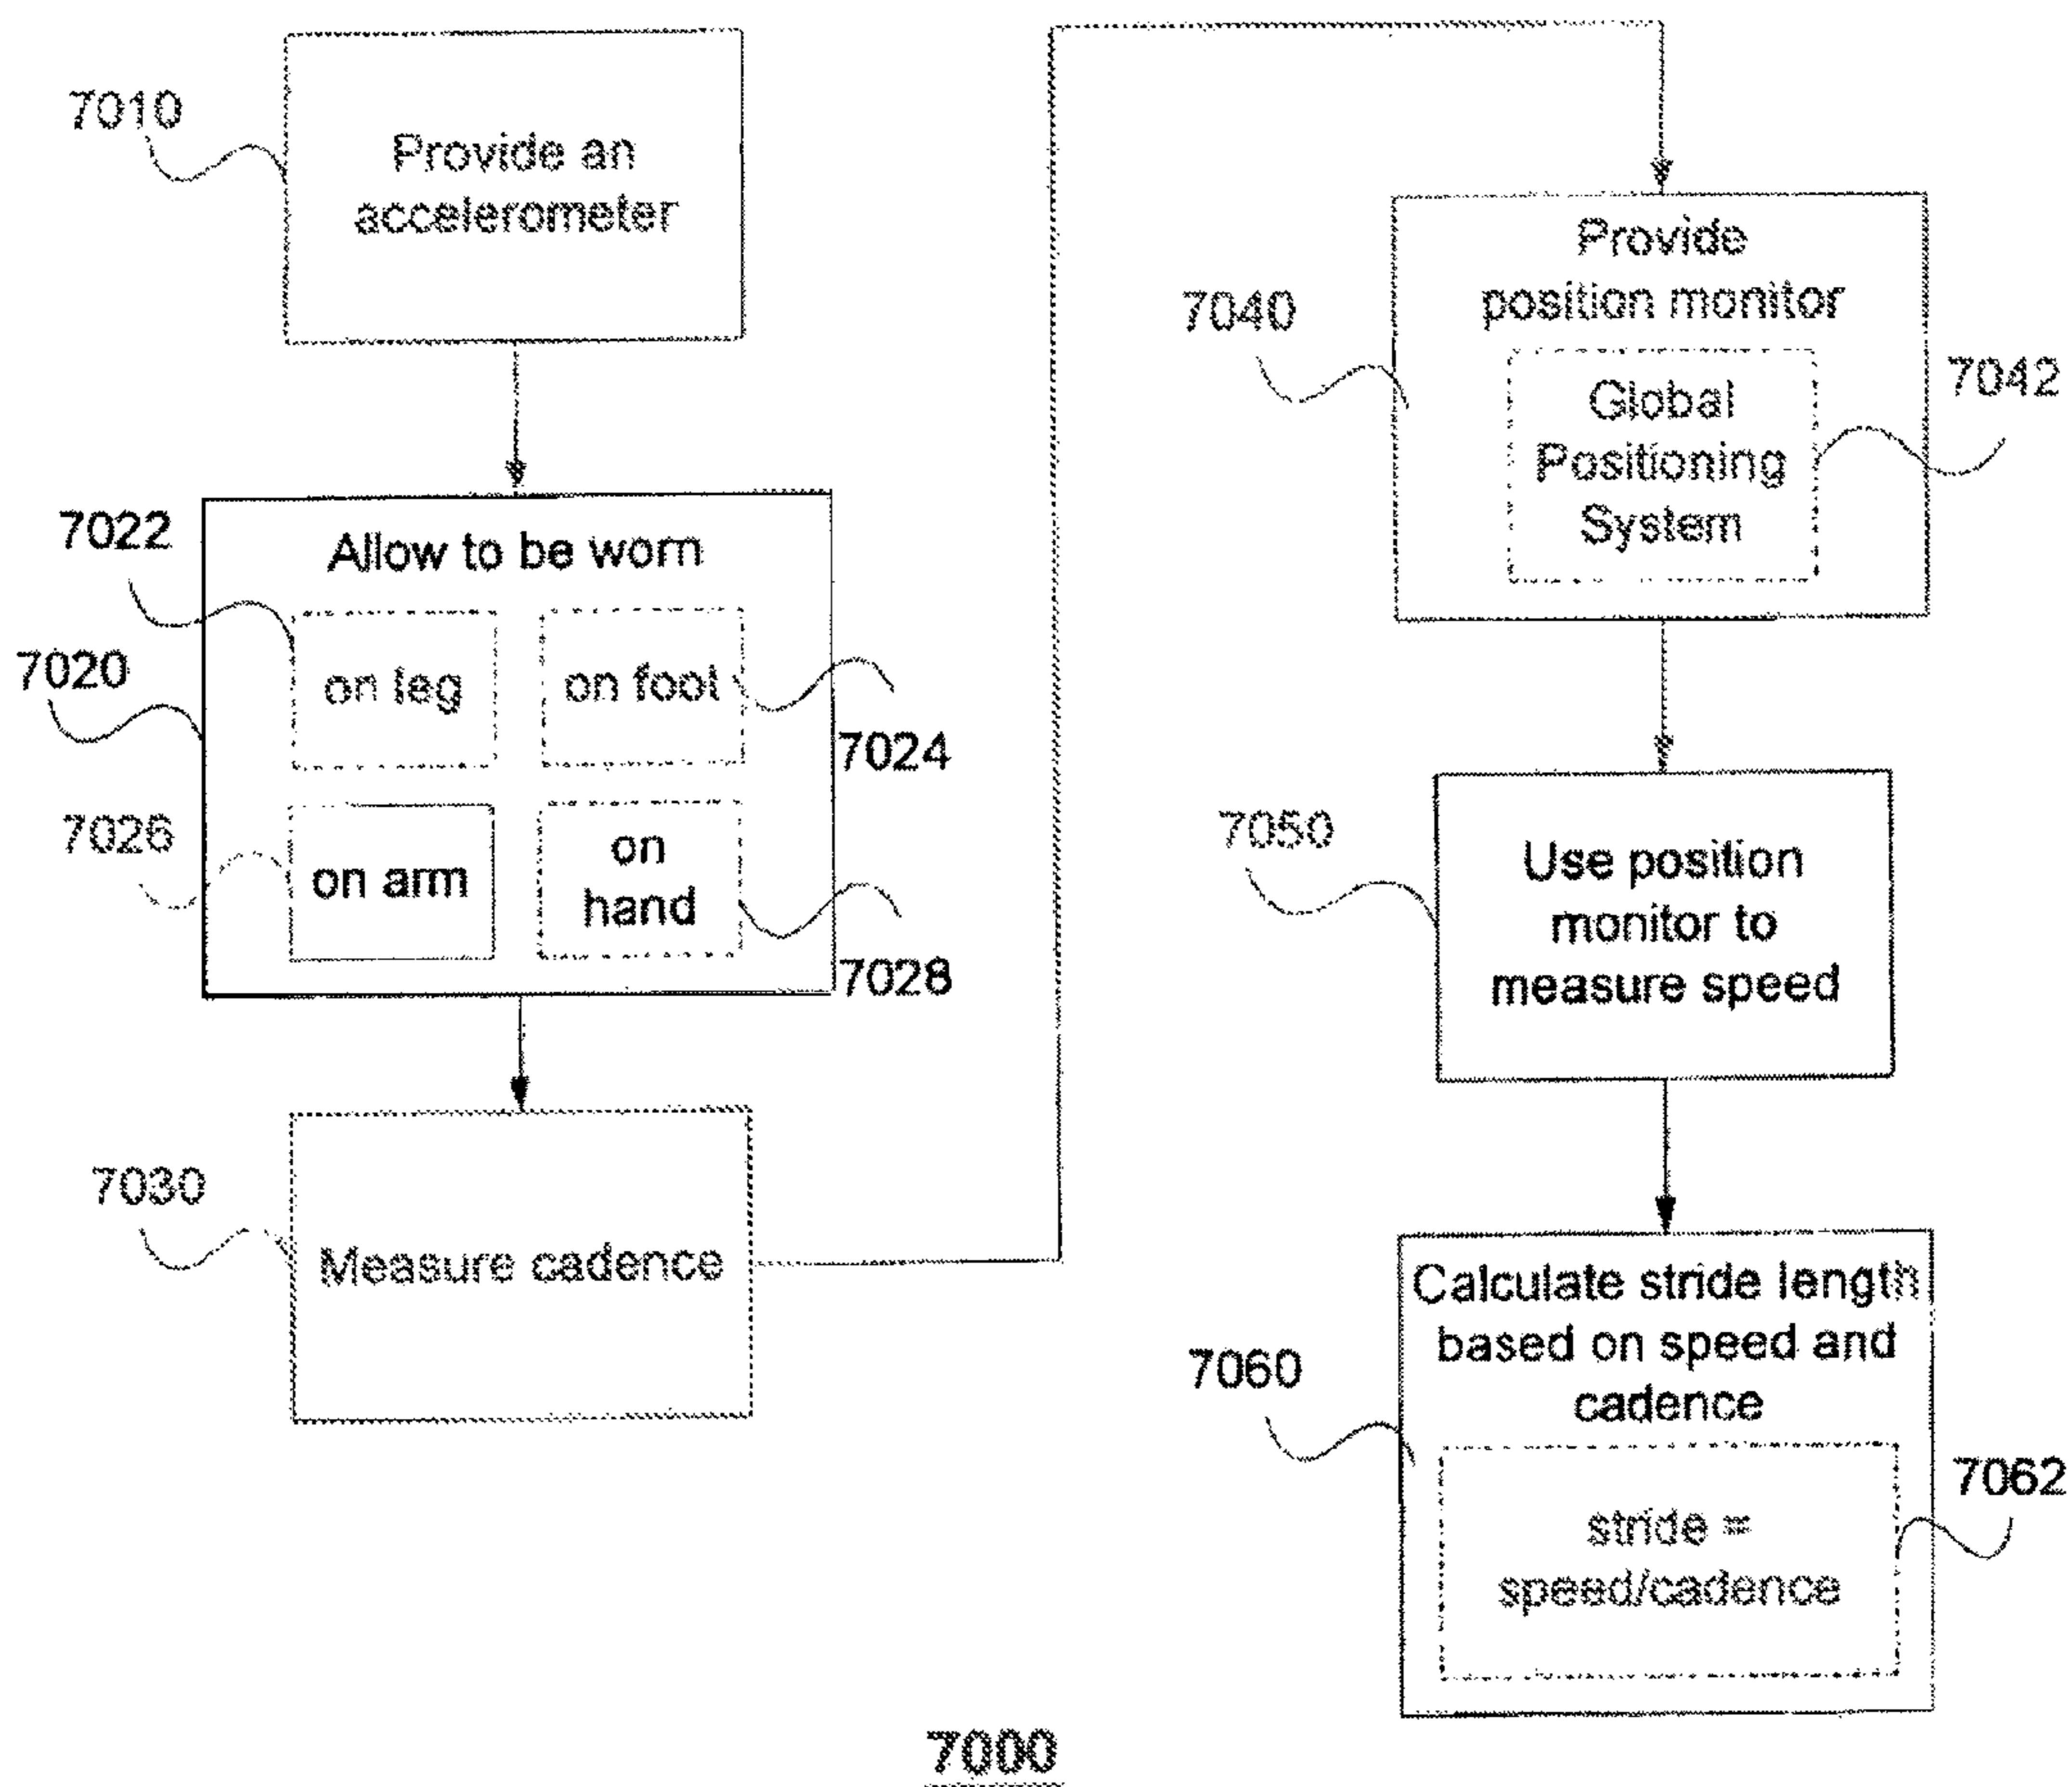 7010
Provide an
accelerometer
7022
Allow to be worn
7020
on leg
on foot
7024
7026
on arm
on
hand
7028
7030
Measure cadence
Provide
position monitor
7040
Global
Positioning
System
7042
7050
Use position
monitor to
measure speed
Calculate stride length
based on speed and
cadence
7060
stride =
speed/cadence
7062
7000